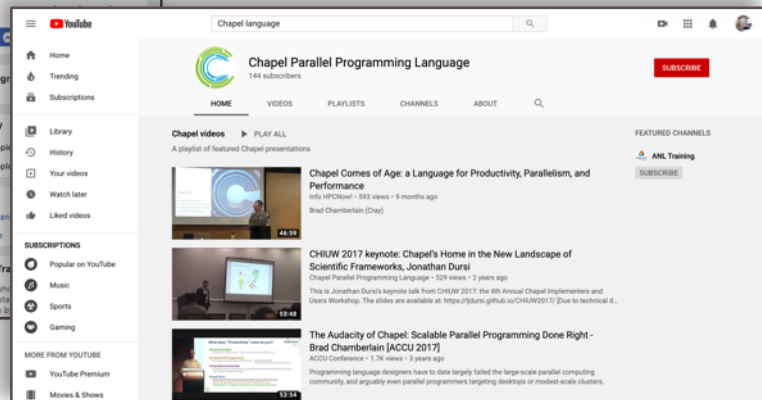 YouTube
Chapel language
Home
Trending
Subscriptions
Library
History
Your videos
Watch later
Liked videos
SUBSCRIPTIONS
Popular on YouTube
Music
Sports
Gaming
MORE FROM YOUTUBE
YouTube Premium
Movies & Shows
Chapel Parallel Programming Language
144 subscribers
SUBSCRIBE
HOME VIDEOS PLAYLISTS CHANNELS ABOUT
Chapel videos PLAY ALL
A playlist of featured Chapel presentations
46:59
Chapel Comes of Age: a Language for Productivity, Parallelism, and
Performance
Info HPCNow! • 593 views • 9 months ago
Brad Chamberlain (Cray)
53:48
CHIUW 2017 keynote: Chapel's Home in the New Landscape of
Scientific Frameworks, Jonathan Dursi
Chapel Parallel Programming Language • 529 views • 2 years ago
This is Jonathan Dursi's keynote talk from CHIUW 2017: the 4th Annual Chapel Implementers and
Users Workshop. The slides are available at: https://ljdursi.github.io/CHIUW2017/ [Due to technical d...
53:54
The Audacity of Chapel: Scalable Parallel Programming Done Right -
Brad Chamberlain [ACCU 2017]
ACCU Conference • 1.7K views • 3 years ago
Programming language designers have to date largely failed the large-scale parallel computing
community, and arguably even parallel programmers targeting desktops or modest-scale clusters.
FEATURED CHANNELS
ANL Training
SUBSCRIBE